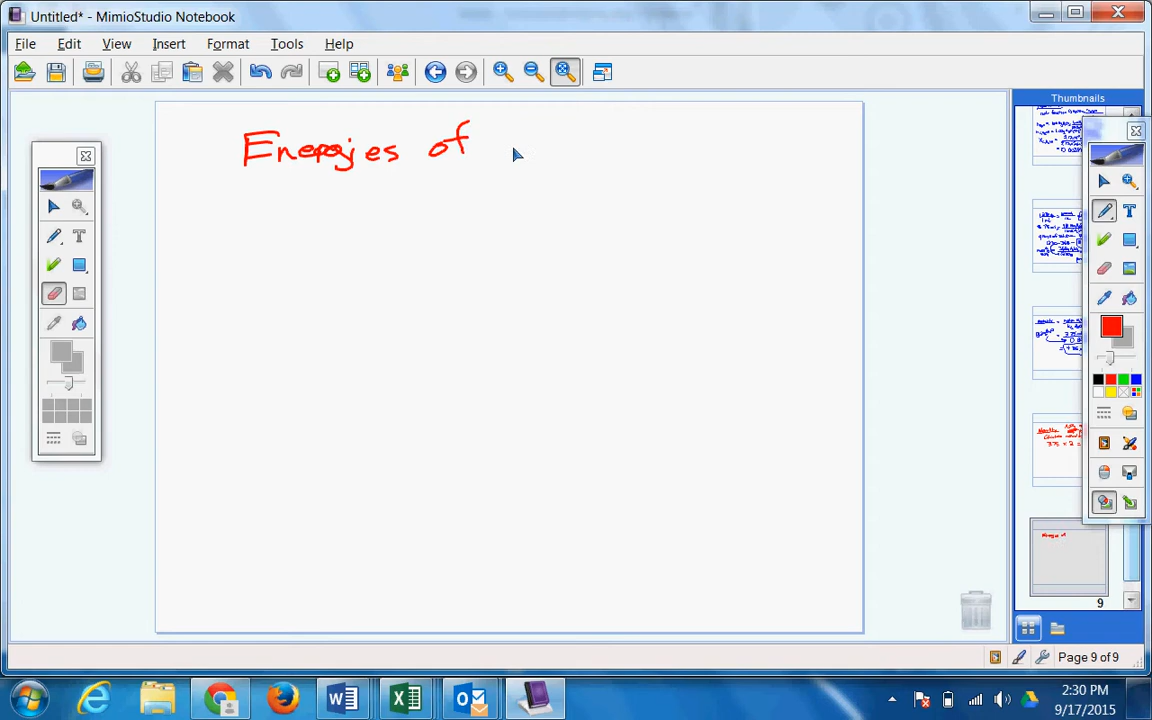 Untitled* - MimioStudio Notebook
File Edit View Insert Format Tools Help
Thumbnails
Energies of
9
Page 9 of 9
2:30 PM
9/17/2015